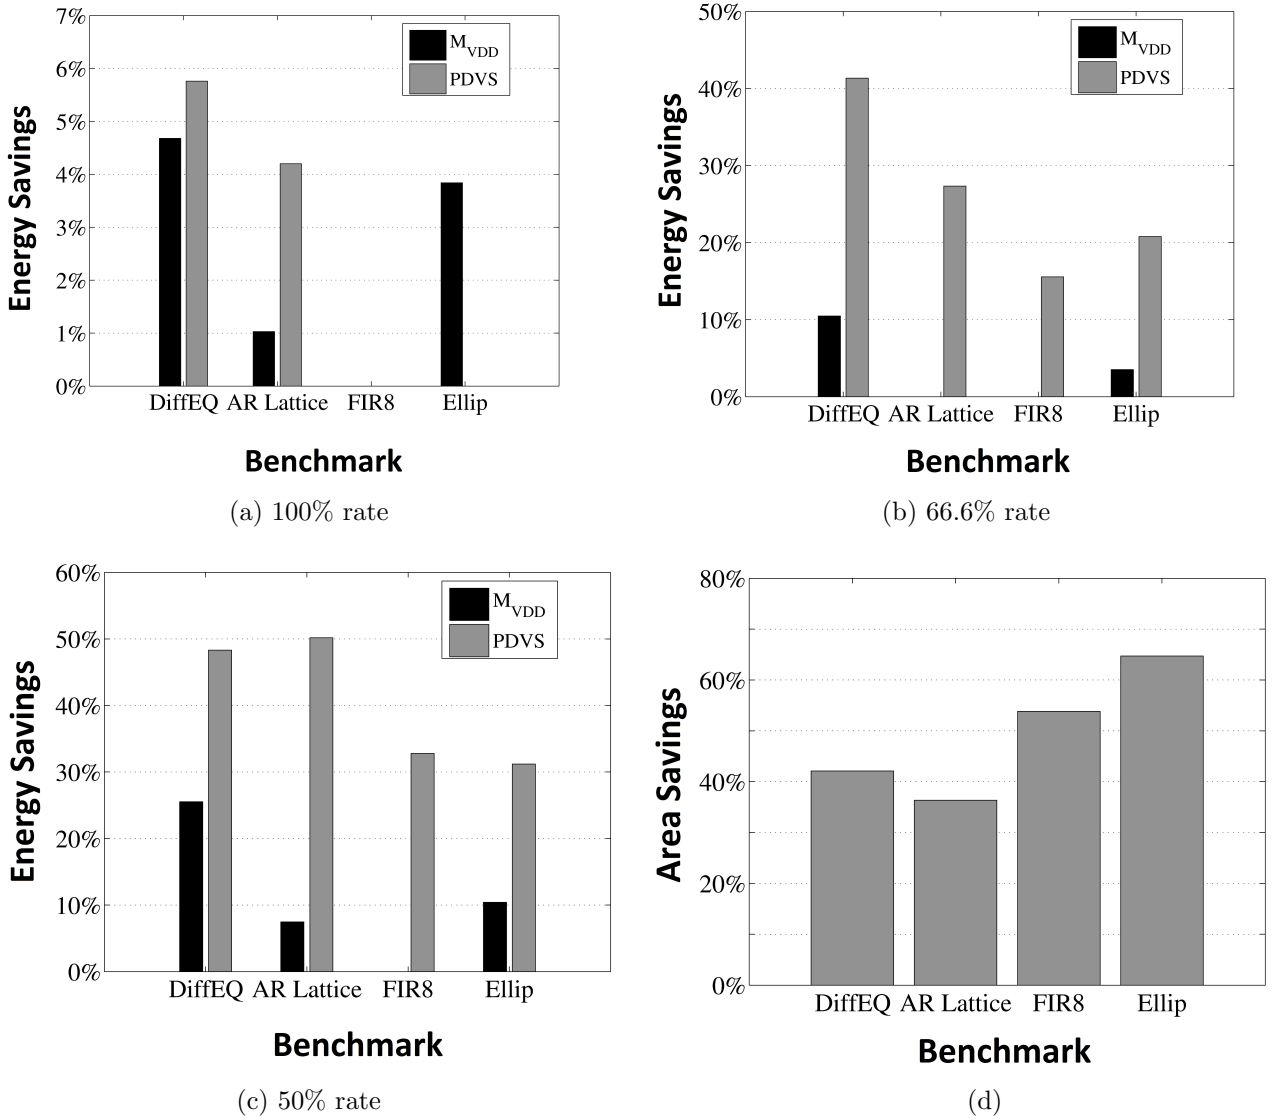 7%
6%
5%
4%
3%
2%
1%
0%
Energy Savings
M_VDD
PDVS
DiffEQ AR Lattice FIR8 Ellip
Benchmark
(a) 100% rate
50%
40%
30%
20%
10%
0%
Energy Savings
M_VDD
PDVS
DiffEQ AR Lattice FIR8 Ellip
Benchmark
(b) 66.6% rate
60%
50%
40%
30%
20%
10%
0%
Energy Savings
M_VDD
PDVS
DiffEQ AR Lattice FIR8 Ellip
Benchmark
(c) 50% rate
80%
60%
40%
20%
0%
Area Savings
DiffEQ AR Lattice FIR8 Ellip
Benchmark
(d)